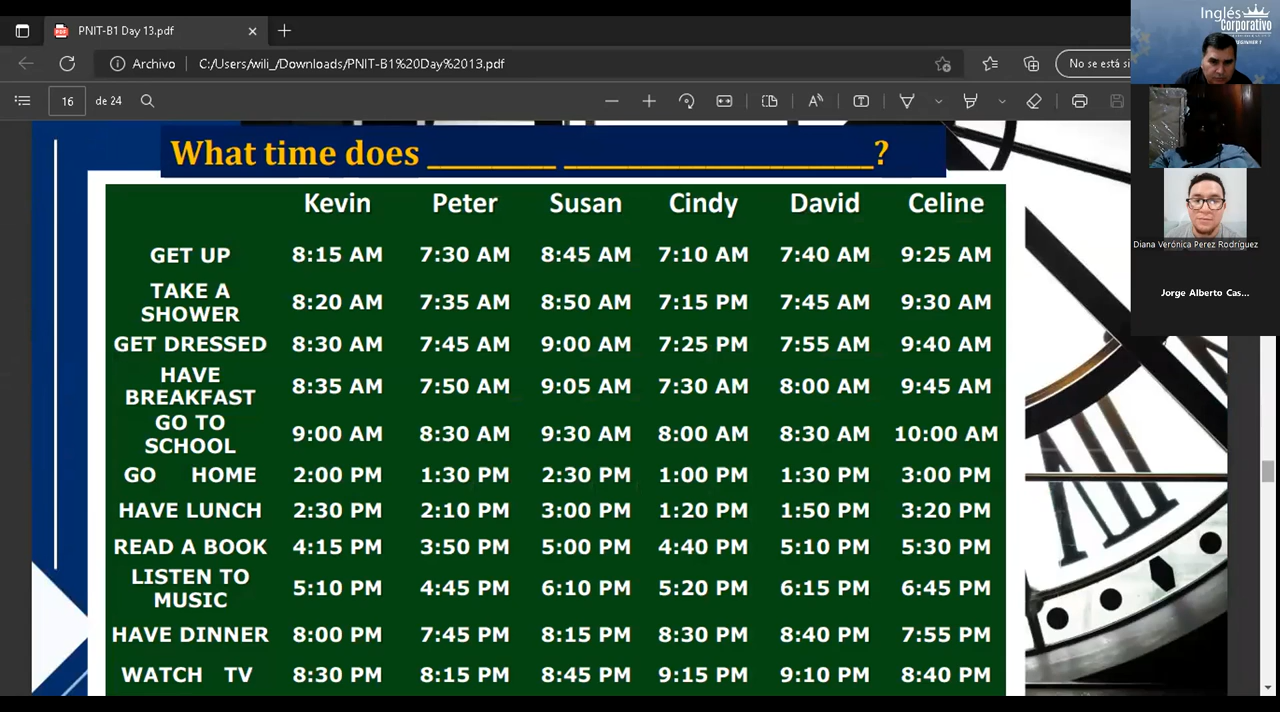 PNIT-B1 Day 13.pdf
Archivo
C:/Users/wili_/Downloads/PNIT-B1%20Day%2013.pdf
No se está si
16 de 24
Inglés
Corporativo
BEGINNER 1
Diana Verónica Perez Rodríguez
Jorge Alberto Cas...
What time does ________ ____________________?
Kevin Peter Susan Cindy David Celine
GET UP 8:15 AM 7:30 AM 8:45 AM 7:10 AM 7:40 AM 9:25 AM
TAKE A
SHOWER 8:20 AM 7:35 AM 8:50 AM 7:15 PM 7:45 AM 9:30 AM
GET DRESSED 8:30 AM 7:45 AM 9:00 AM 7:25 PM 7:55 AM 9:40 AM
HAVE
BREAKFAST 8:35 AM 7:50 AM 9:05 AM 7:30 AM 8:00 AM 9:45 AM
GO TO
SCHOOL 9:00 AM 8:30 AM 9:30 AM 8:00 AM 8:30 AM 10:00 AM
GO HOME 2:00 PM 1:30 PM 2:30 PM 1:00 PM 1:30 PM 3:00 PM
HAVE LUNCH 2:30 PM 2:10 PM 3:00 PM 1:20 PM 1:50 PM 3:20 PM
READ A BOOK 4:15 PM 3:50 PM 5:00 PM 4:40 PM 5:10 PM 5:30 PM
LISTEN TO
MUSIC 5:10 PM 4:45 PM 6:10 PM 5:20 PM 6:15 PM 6:45 PM
HAVE DINNER 8:00 PM 7:45 PM 8:15 PM 8:30 PM 8:40 PM 7:55 PM
WATCH TV 8:30 PM 8:15 PM 8:45 PM 9:15 PM 9:10 PM 8:40 PM